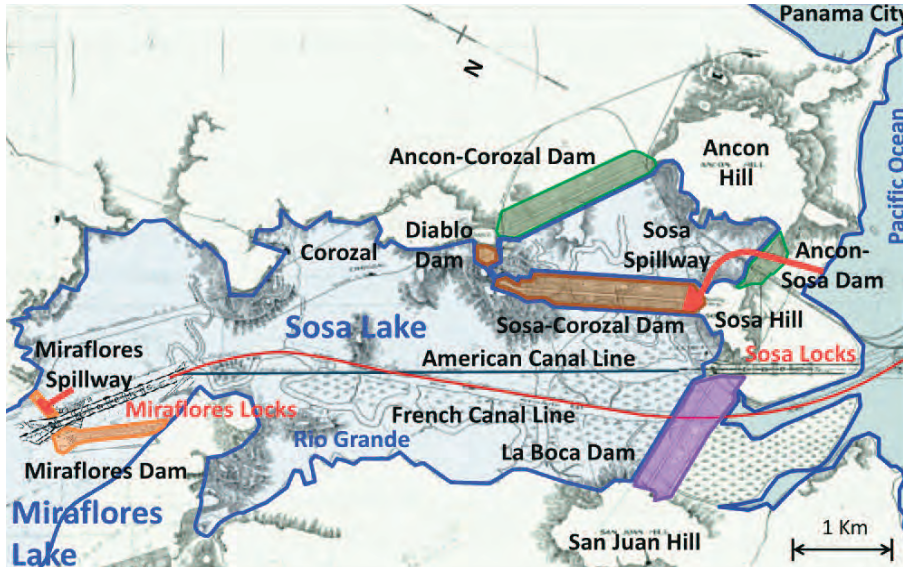 Panama City
N
Ancon-Corozal Dam
Ancon
Hill
ANCON HILL
Pacific Ocean
Diablo
Dam
Corozal
Sosa
Spillway
Ancon-
Sosa Dam
Sosa Lake
Sosa-Corozal Dam
Sosa Hill
Miraflores
Spillway
American Canal Line
Sosa Locks
Miraflores Locks
French Canal Line
Rio Grande
La Boca Dam
Miraflores Dam
Miraflores
Lake
San Juan Hill
1 Km